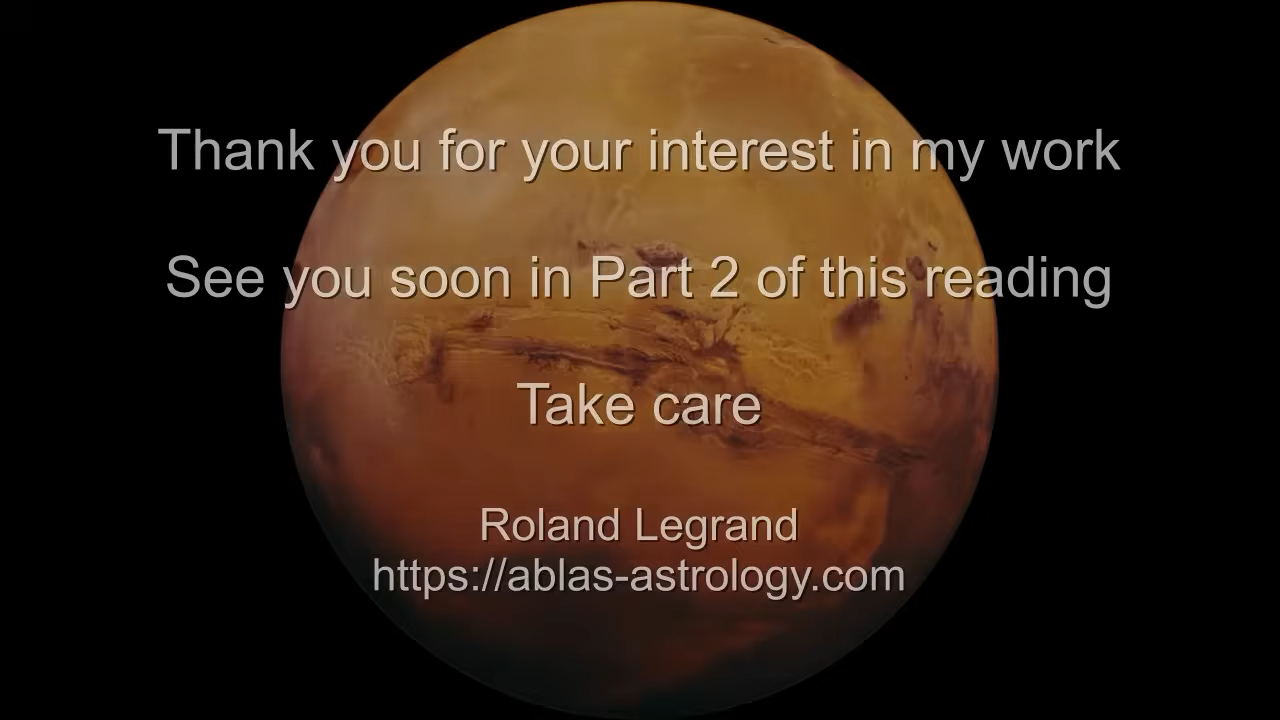 Thank you for your interest in my work
See you soon in Part 2 of this reading
Take care
Roland Legrand
https://ablas-astrology.com